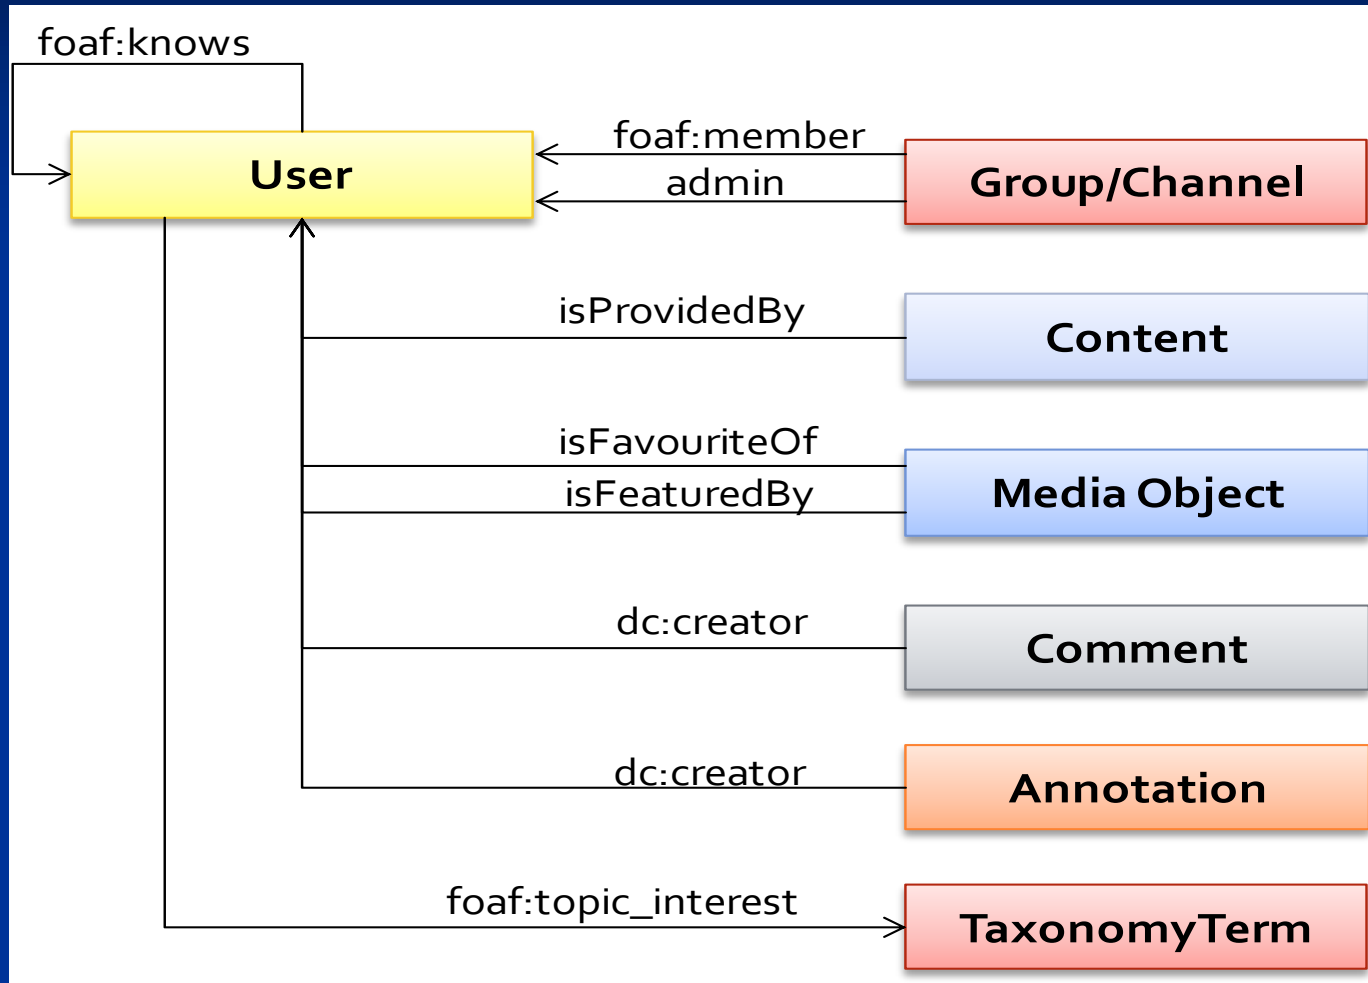 foaf:knows
User
foaf:member
admin
Group/Channel
isProvidedBy
Content
isFavouriteOf
isFeaturedBy
Media Object
dc:creator
Comment
dc:creator
Annotation
foaf:topic_interest
TaxonomyTerm